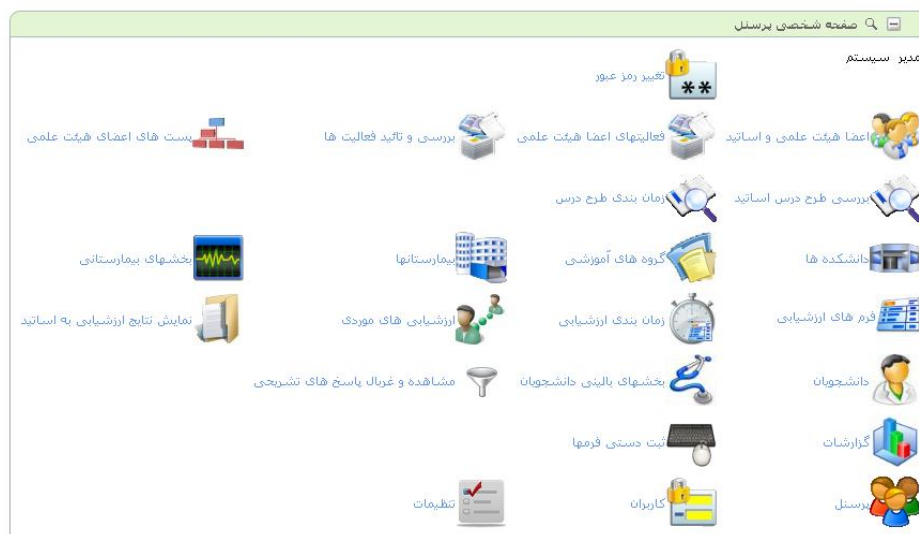 صفحه شخصی پرسنل
مدیر سیستم
تغییر رمز عبور
اعضا هیئت علمی و اساتید فعالیتهای اعضا هیئت علمی بررسی و تائید فعالیت ها پست های اعضای هیئت علمی
بررسی طرح درس اساتید زمان بندی طرح درس
دانشکده ها گروه های آموزشی بیمارستانها بخشهای بیمارستانی
فرم های ارزشیابی زمان بندی ارزشیابی ارزشیابی های موردی نمایش نتایج ارزشیابی به اساتید
دانشجویان بخشهای بالینی دانشجویان مشاهده و غربال پاسخ های تشریحی
گزارشات ثبت دستی فرمها
پرسنل کاربران تنظیمات